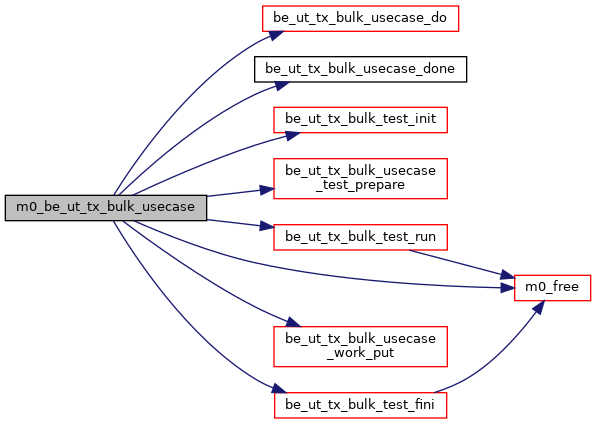 be_ut_tx_bulk_usecase_do
be_ut_tx_bulk_usecase_done
be_ut_tx_bulk_test_init
be_ut_tx_bulk_usecase
_test_prepare
m0_be_ut_tx_bulk_usecase
be_ut_tx_bulk_test_run
m0_free
be_ut_tx_bulk_usecase
_work_put
be_ut_tx_bulk_test_fini